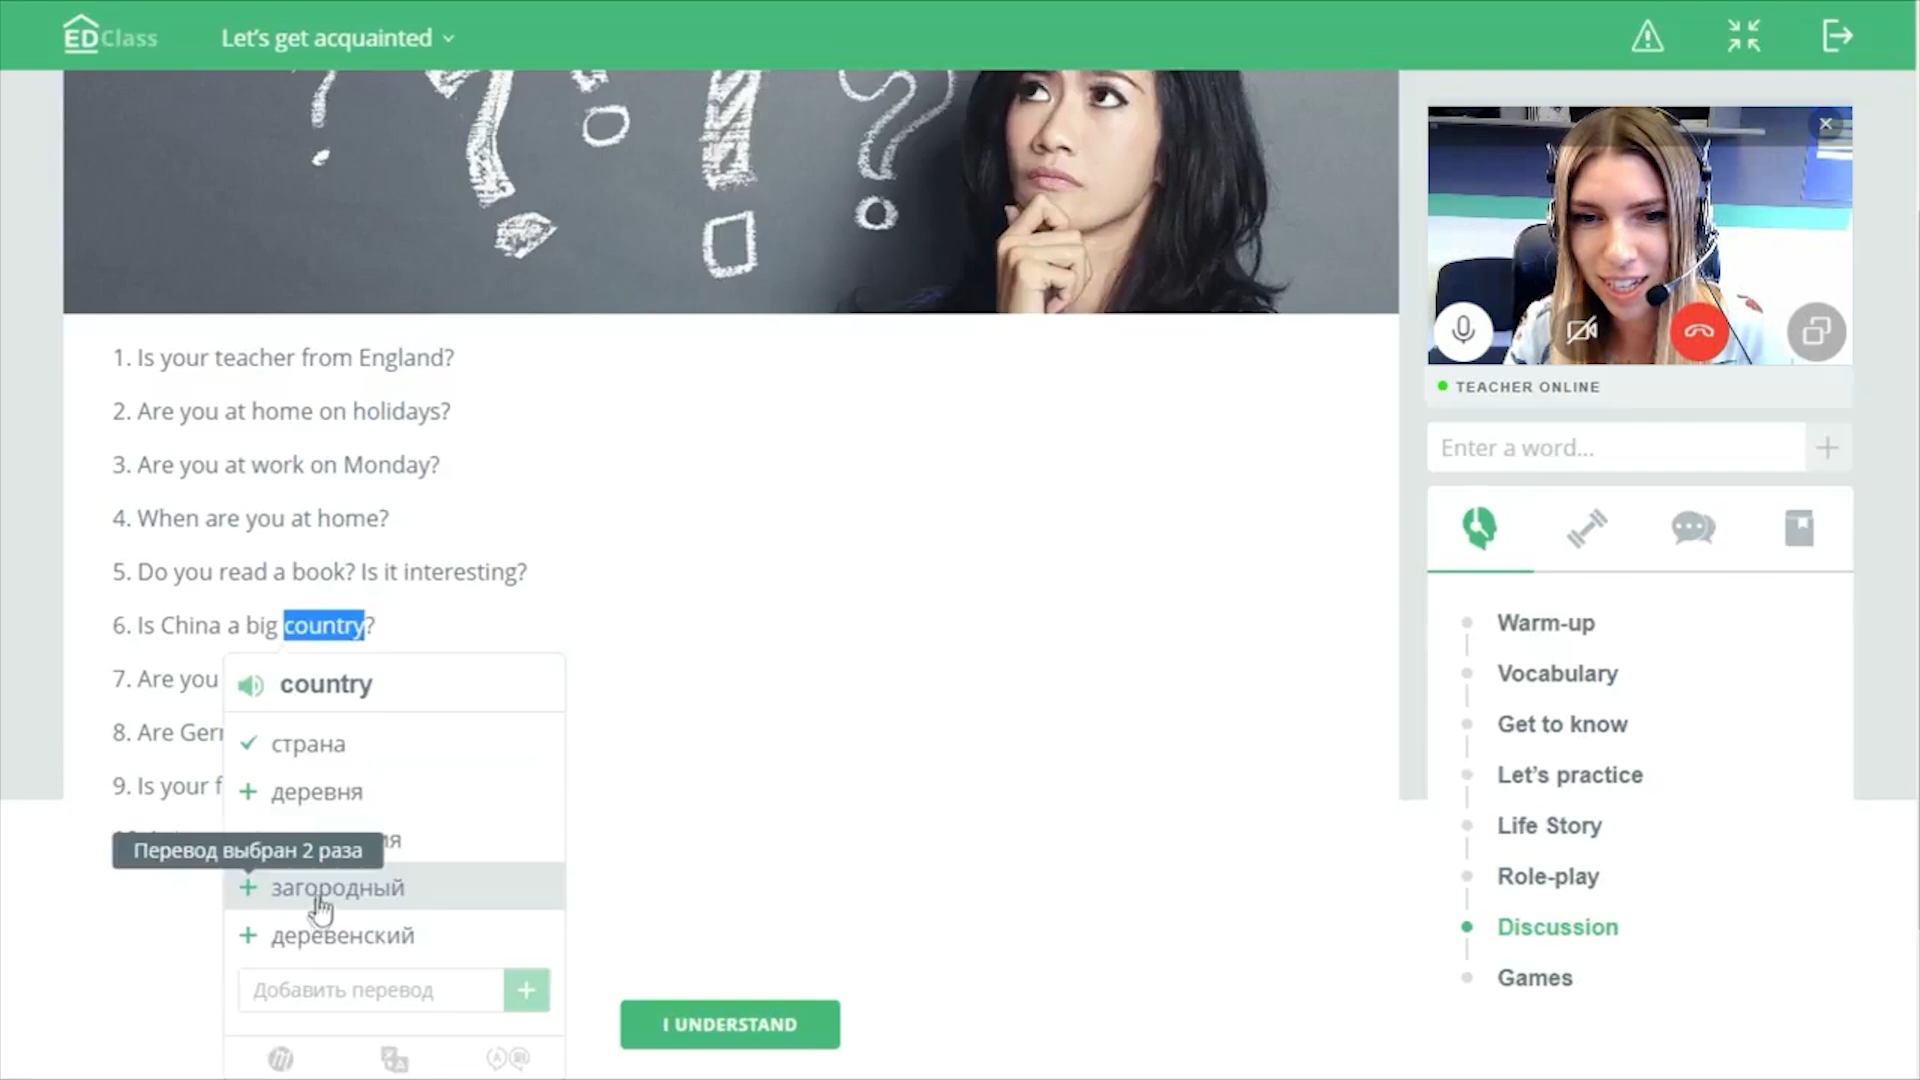 EDClass
Let's get acquainted
TEACHER ONLINE
Enter a word...
1. Is your teacher from England?
2. Are you at home on holidays?
3. Are you at work on Monday?
4. When are you at home?
5. Do you read a book? Is it interesting?
6. Is China a big country?
7. Are you
8. Are Ger
9. Is your f
country
страна
деревня
Перевод выбран 2 раза
загородный
деревенский
Добавить перевод
I UNDERSTAND
Warm-up
Vocabulary
Get to know
Let's practice
Life Story
Role-play
Discussion
Games